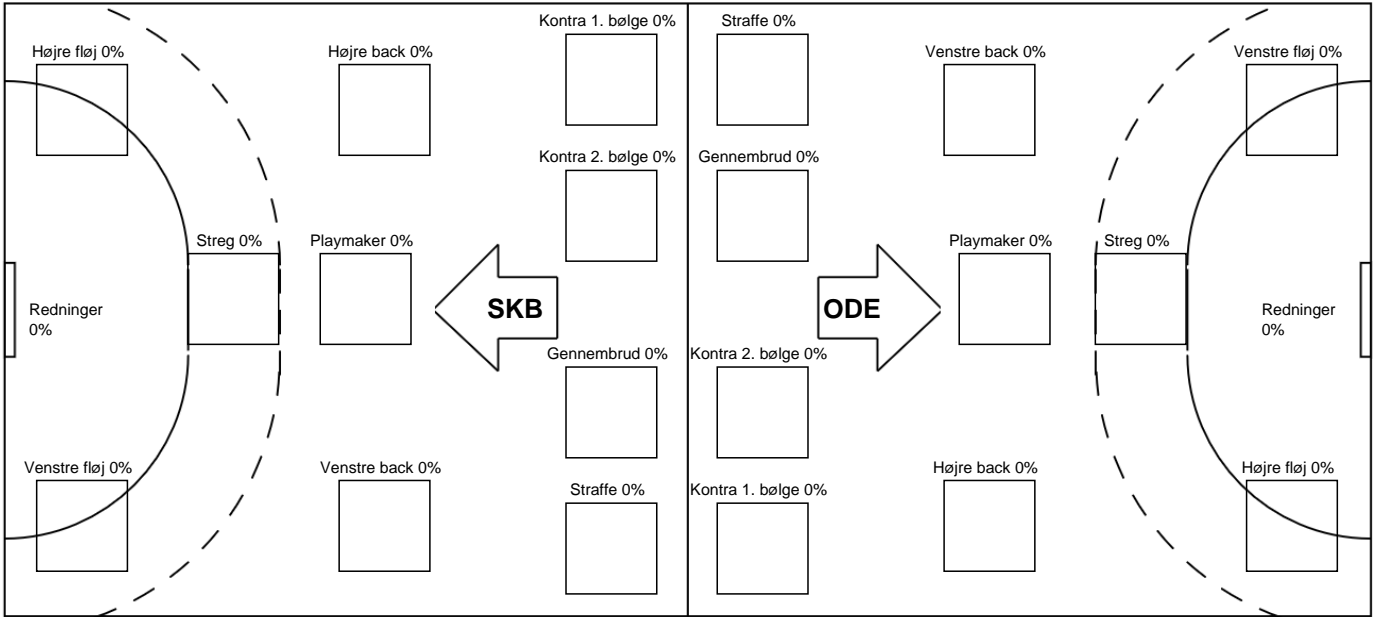 Kontra 1. bølge 0%
Straffe 0%
Højre fløj 0%
Højre back 0%
Venstre back 0%
Venstre fløj 0%
Kontra 2. bølge 0%
Gennembrud 0%
Streg 0%
Playmaker 0%
Playmaker 0%
Streg 0%
SKB
ODE
Redninger
0%
Redninger
0%
Gennembrud 0%
Kontra 2. bølge 0%
Venstre fløj 0%
Venstre back 0%
Højre back 0%
Højre fløj 0%
Straffe 0%
Kontra 1. bølge 0%